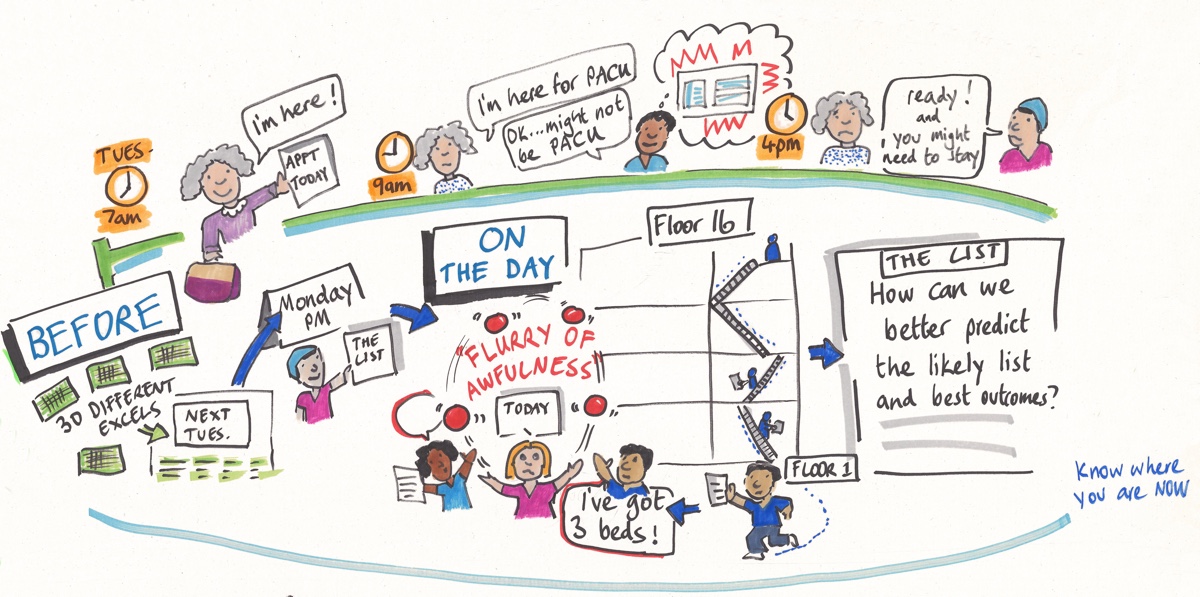 TUES-
7am
I'm here!
APPT
TODAY
9am
I'm here for PACU
OK...might not
be PACU
4pm
ready!
and
you might
need to stay
BEFORE
30 DIFFERENT
EXCELS
NEXT
TUES.
Monday
PM
THE
LIST
ON
THE DAY
"FLURRY OF
AWFULNESS"
TODAY
I've got
3 beds!
Floor 16
FLOOR 1
THE LIST
How can we
better predict
the likely list
and best outcomes?
Know where
you are NOW